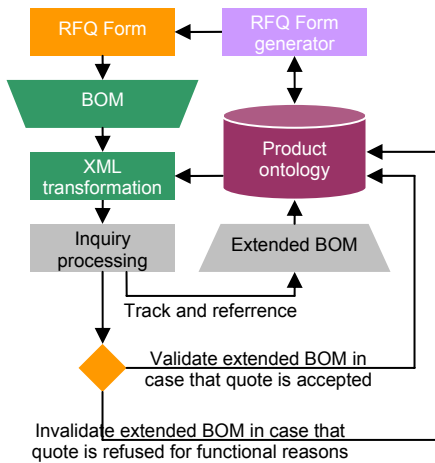 RFQ Form
RFQ Form
generator
BOM
Product
ontology
XML
transformation
Inquiry
processing
Extended BOM
Track and referrence
Validate extended BOM in
case that quote is accepted
Invalidate extended BOM in case that
quote is refused for functional reasons